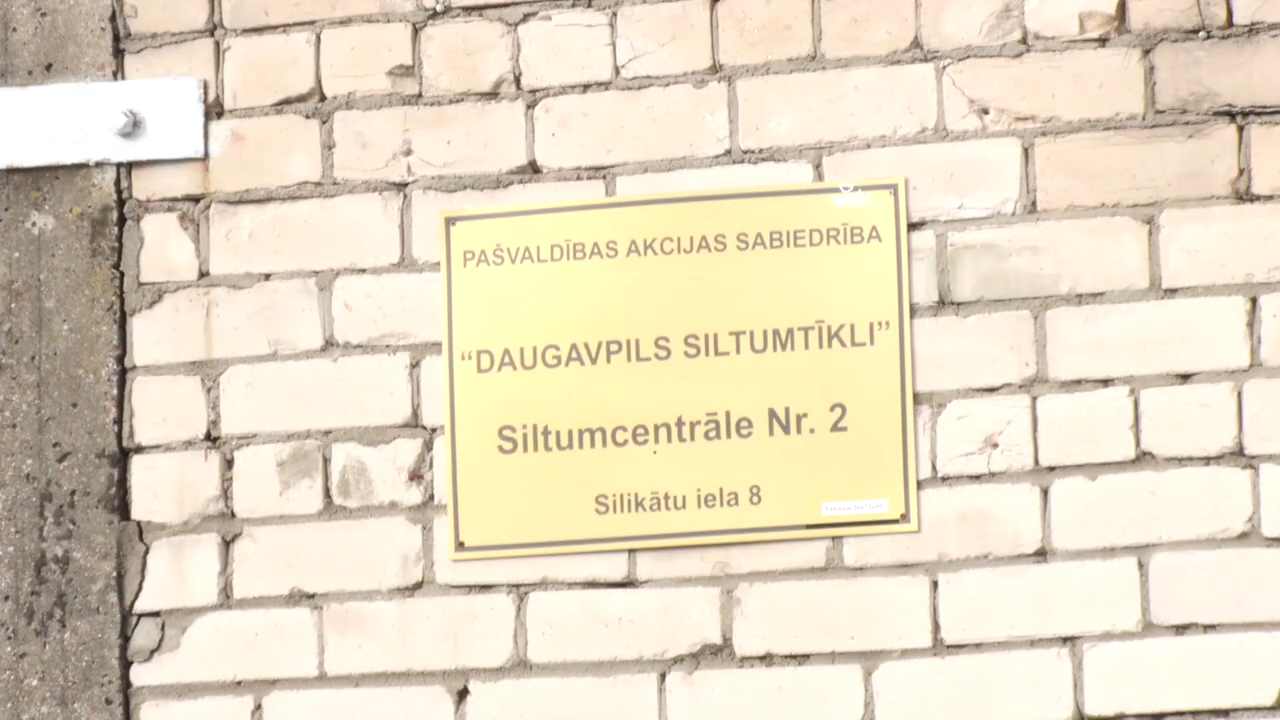 PAŠVALDĪBAS AKCIJAS SABIEDRĪBA
“DAUGAVPILS SILTUMTĪKLI”
Siltumcentrāle Nr. 2
Silikātu iela 8